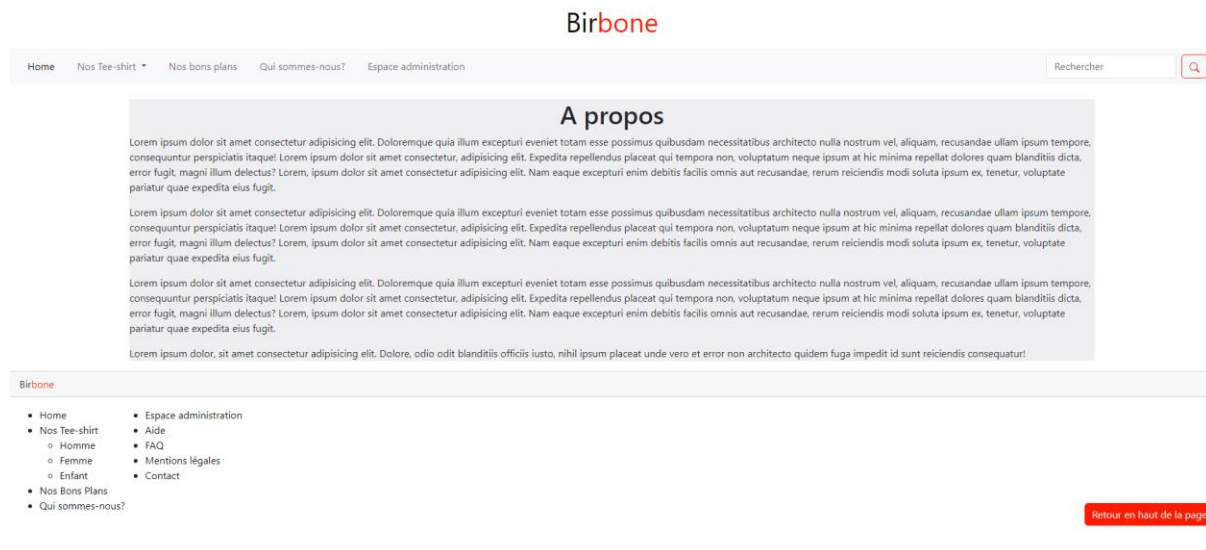 Birbone
Home Nos Tee-shirt Nos bons plans Qui sommes-nous? Espace administration Rechercher
A propos
Lorem ipsum dolor sit amet consectetur adipisicing elit. Doloremque quia illum excepturi eveniet totam esse possimus quibusdam necessitatibus architecto nulla nostrum vel, aliquam, recusandae ullam ipsum tempore,
consequuntur perspiciatis itaque! Lorem ipsum dolor sit amet consectetur, adipisicing elit. Expedita repellendus placeat qui tempora non, voluptatum neque ipsum at hic minima repellat dolores quam blanditiis dicta,
error fugit, magni illum delectus? Lorem, ipsum dolor sit amet consectetur adipisicing elit. Nam eaque excepturi enim debitis facilis omnis aut recusandae, rerum reiciendis modi soluta ipsum ex, tenetur, voluptate
pariatur quae expedita eius fugit.
Lorem ipsum dolor sit amet consectetur adipisicing elit. Doloremque quia illum excepturi eveniet totam esse possimus quibusdam necessitatibus architecto nulla nostrum vel, aliquam, recusandae ullam ipsum tempore,
consequuntur perspiciatis itaque! Lorem ipsum dolor sit amet consectetur, adipisicing elit. Expedita repellendus placeat qui tempora non, voluptatum neque ipsum at hic minima repellat dolores quam blanditiis dicta,
error fugit, magni illum delectus? Lorem, ipsum dolor sit amet consectetur adipisicing elit. Nam eaque excepturi enim debitis facilis omnis aut recusandae, rerum reiciendis modi soluta ipsum ex, tenetur, voluptate
pariatur quae expedita eius fugit.
Lorem ipsum dolor sit amet consectetur adipisicing elit. Doloremque quia illum excepturi eveniet totam esse possimus quibusdam necessitatibus architecto nulla nostrum vel, aliquam, recusandae ullam ipsum tempore,
consequuntur perspiciatis itaque! Lorem ipsum dolor sit amet consectetur, adipisicing elit. Expedita repellendus placeat qui tempora non, voluptatum neque ipsum at hic minima repellat dolores quam blanditiis dicta,
error fugit, magni illum delectus? Lorem, ipsum dolor sit amet consectetur adipisicing elit. Nam eaque excepturi enim debitis facilis omnis aut recusandae, rerum reiciendis modi soluta ipsum ex, tenetur, voluptate
pariatur quae expedita eius fugit.
Lorem ipsum dolor, sit amet consectetur adipisicing elit. Dolore, odio odit blanditiis officiis iusto, nihil ipsum placeat unde vero et error non architecto quidem fuga impedit id sunt reiciendis consequatur!
Birbone
Home
Nos Tee-shirt
Homme
Femme
Enfant
Nos Bons Plans
Qui sommes-nous?
Espace administration
Aide
FAQ
Mentions légales
Contact
Retour en haut de la page